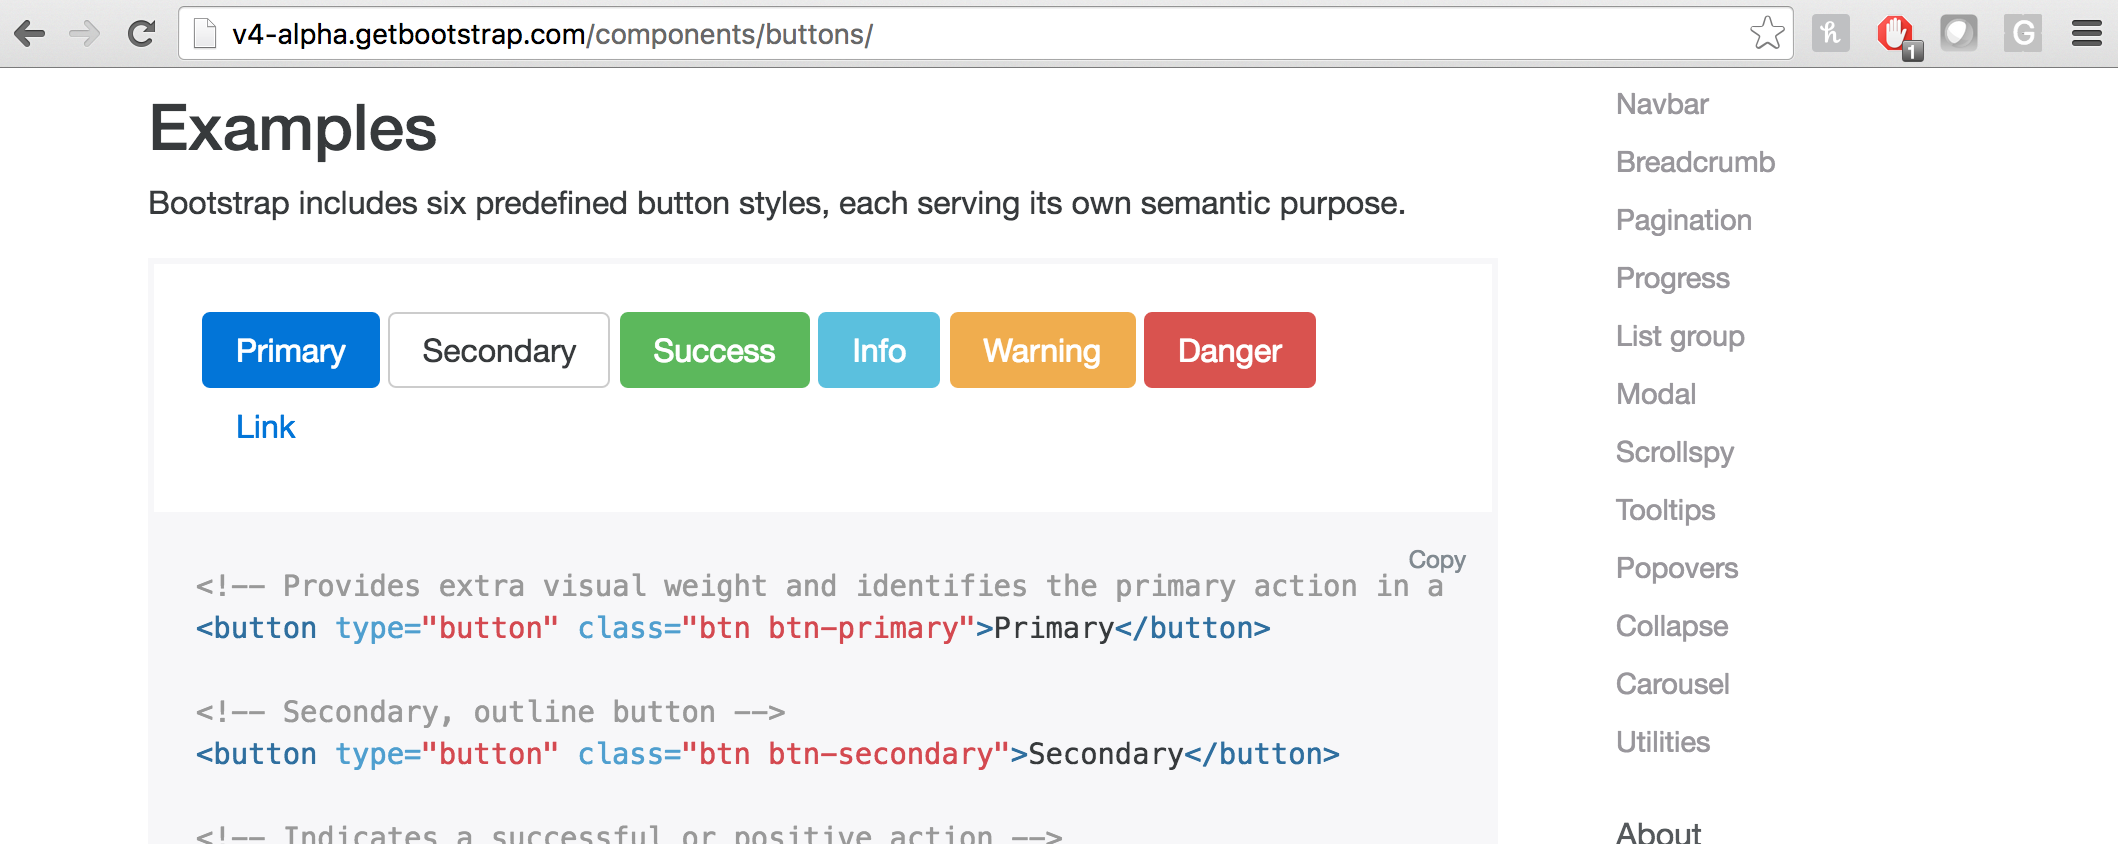 v4-alpha.getbootstrap.com/components/buttons/
1
G
Examples
Bootstrap includes six predefined button styles, each serving its own semantic purpose.
Primary Secondary Success Info Warning Danger
Link
Copy
<!-- Provides extra visual weight and identifies the primary action in a
<button type="button" class="btn btn-primary">Primary</button>
<!-- Secondary, outline button -->
<button type="button" class="btn btn-secondary">Secondary</button>
<!-- Indicates a successful or positive action -->
Navbar
Breadcrumb
Pagination
Progress
List group
Modal
Scrollspy
Tooltips
Popovers
Collapse
Carousel
Utilities
About